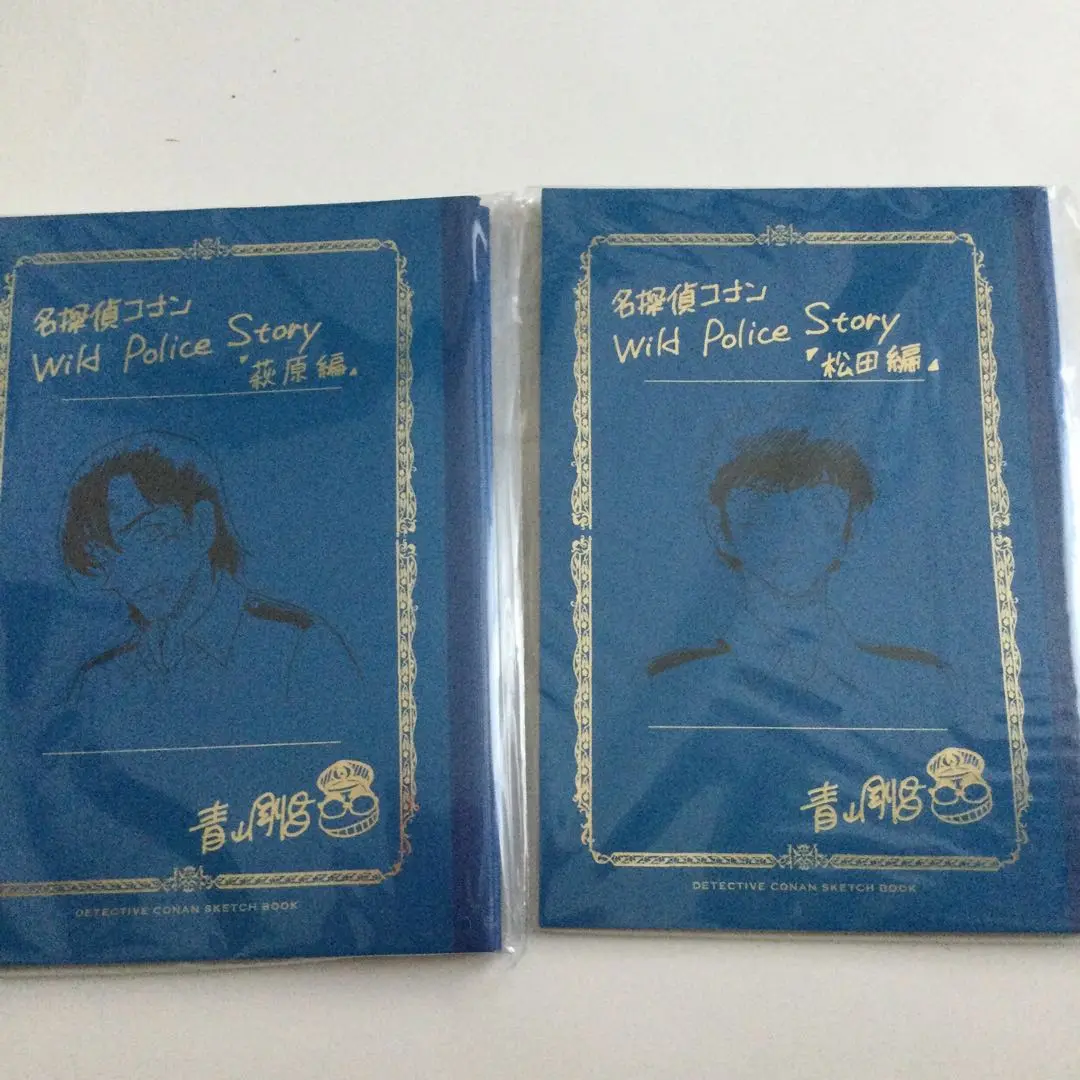 名探偵コナン
Wild Police Story
『萩原編』
青山剛昌
DETECTIVE CONAN SKETCH BOOK
名探偵コナン
Wild Police Story
『松田編』
青山剛昌
DETECTIVE CONAN SKETCH BOOK